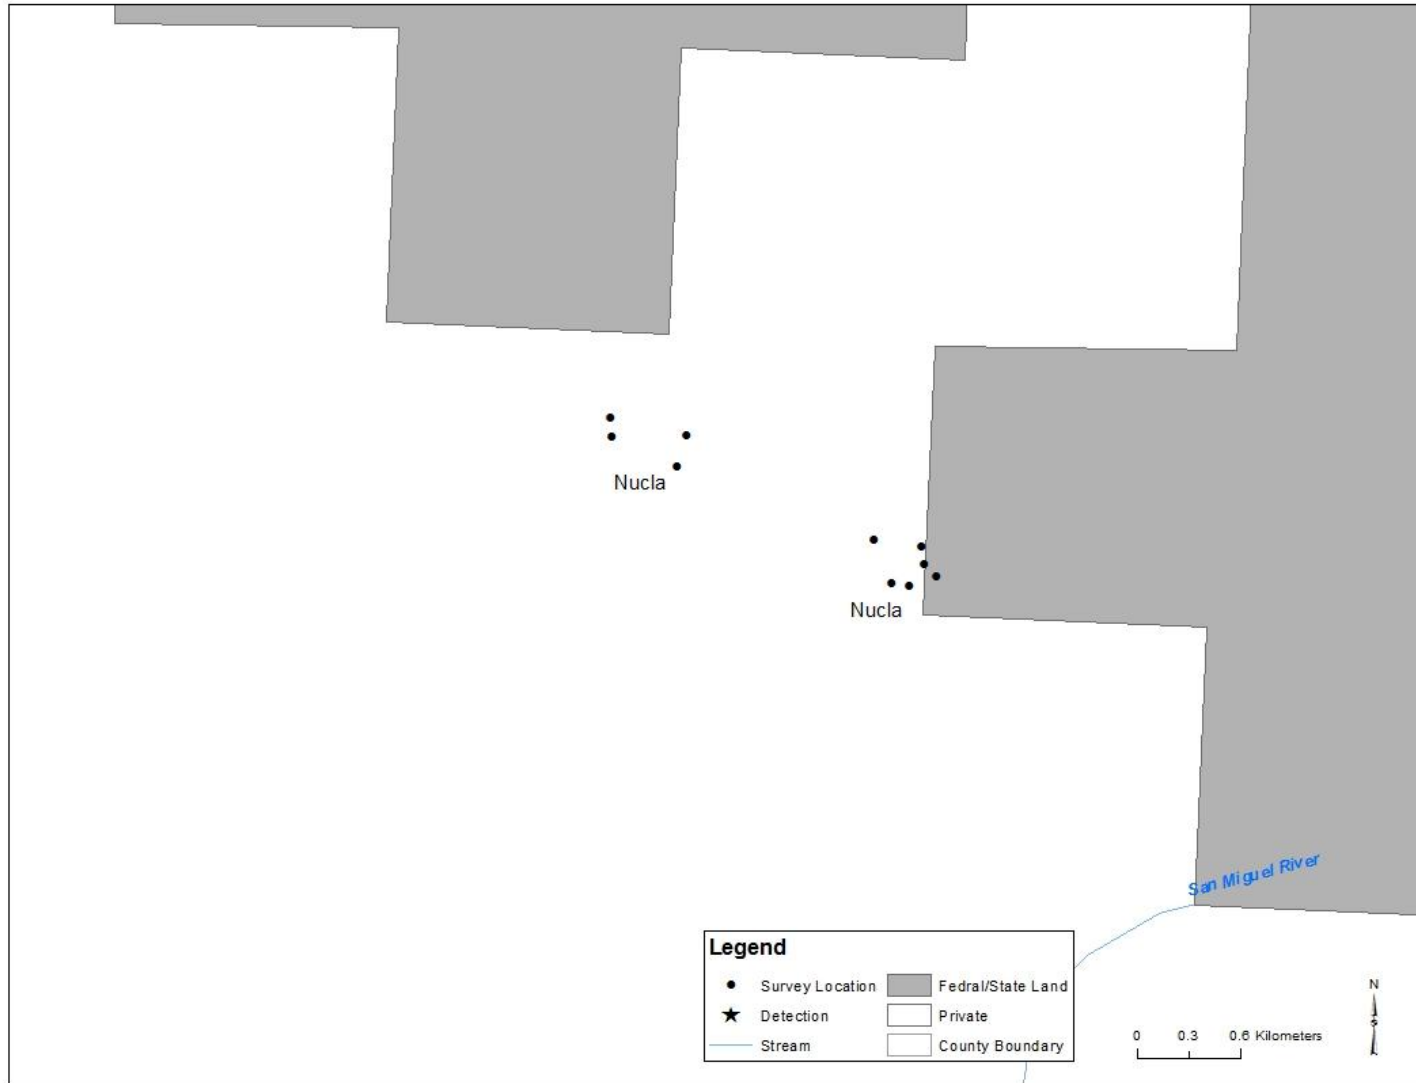 Nucla
Nucla
San Miguel River
Legend
Survey Location
Fedral/State Land
Detection
Private
Stream
County Boundary
0 0.3 0.6 Kilometers
N
S